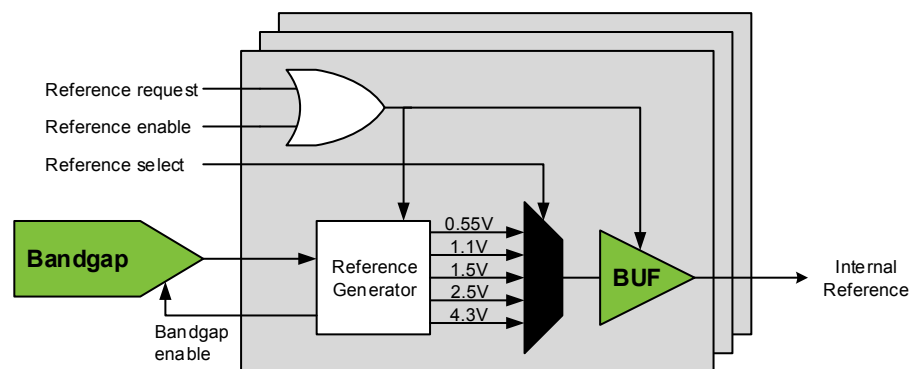 Reference request
Reference enable
Reference select
Bandgap
Bandgap
enable
Reference
Generator
0.55V
1.1V
1.5V
2.5V
4.3V
BUF
Internal
Reference